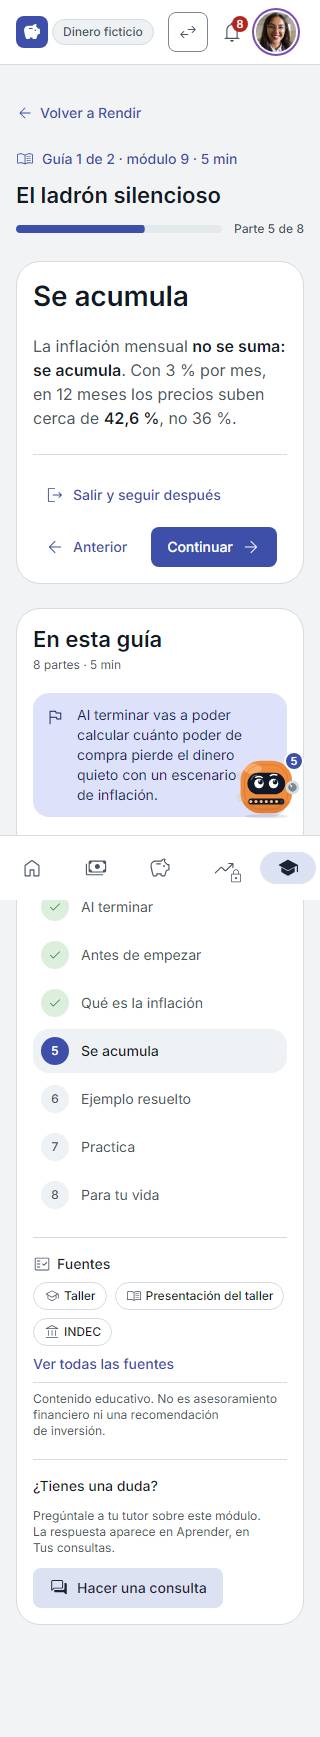 Dinero ficticio
8
Volver a Rendir
Guía 1 de 2 · módulo 9 · 5 min
El ladrón silencioso
Parte 5 de 8
Se acumula
La inflación mensual no se suma:
se acumula. Con 3 % por mes,
en 12 meses los precios suben
cerca de 42,6 %, no 36 %.
Salir y seguir después
Anterior
Continuar
En esta guía
8 partes · 5 min
Al terminar vas a poder
calcular cuánto poder de
compra pierde el dinero
quieto con un escenario
de inflación.
5
Al terminar
Antes de empezar
Qué es la inflación
5 Se acumula
6 Ejemplo resuelto
7 Practica
8 Para tu vida
Fuentes
Taller
Presentación del taller
INDEC
Ver todas las fuentes
Contenido educativo. No es asesoramiento
financiero ni una recomendación
de inversión.
¿Tienes una duda?
Pregúntale a tu tutor sobre este módulo.
La respuesta aparece en Aprender, en
Tus consultas.
Hacer una consulta